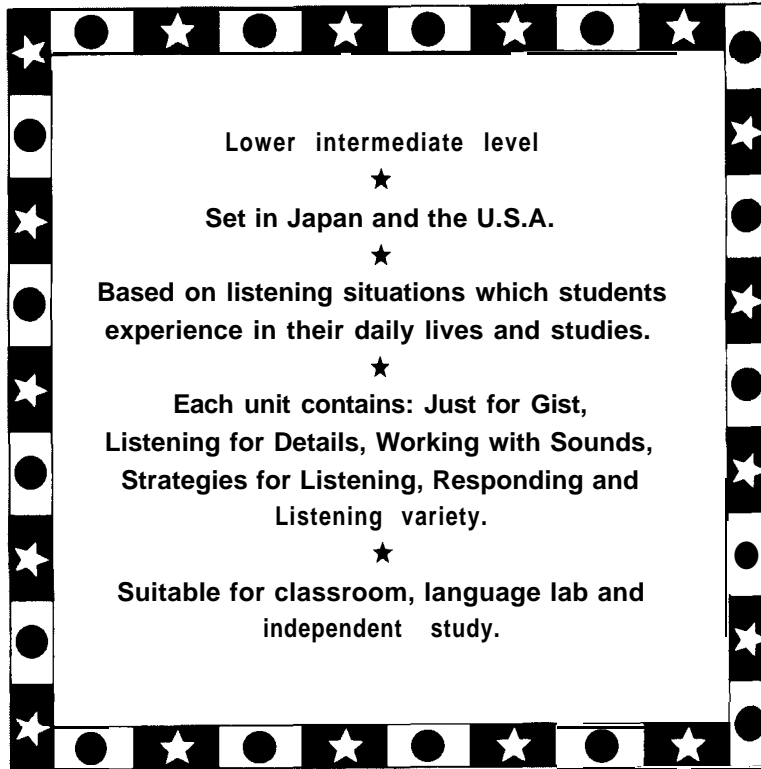 Lower intermediate level
Set in Japan and the U.S.A.
Based on listening situations which students
experience in their daily lives and studies.
Each unit contains: Just for Gist,
Listening for Details, Working with Sounds,
Strategies for Listening, Responding and
Listening variety.
Suitable for classroom, language lab and
independent study.